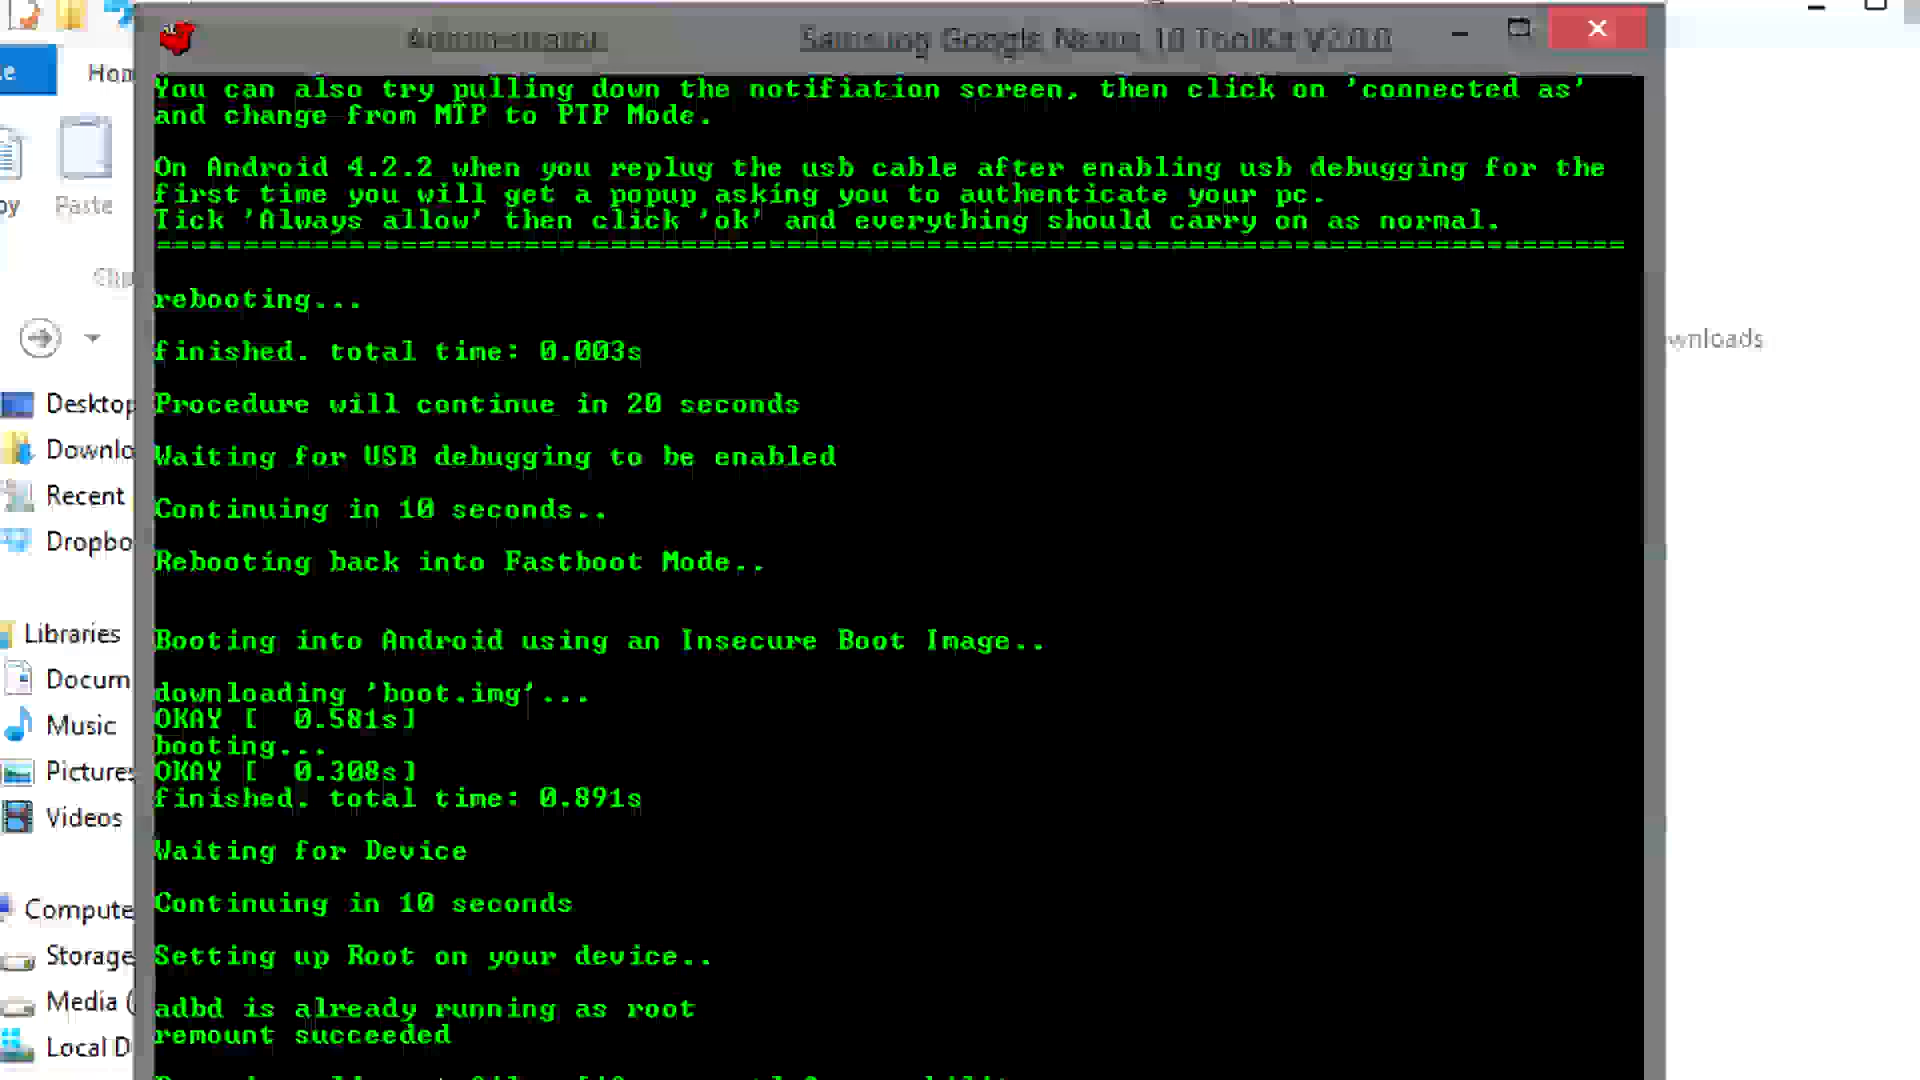 Samsung Google Nexus 10 ToolKit V2.0.0
You can also try pulling down the notifiation screen, then click on 'connected as'
and change from MTP to PTP Mode.
On Android 4.2.2 when you replug the usb cable after enabling usb debugging for the
first time you will get a popup asking you to authenticate your pc.
Tick 'Always allow' then click 'ok' and everything should carry on as normal.
====================================================================================
rebooting...
finished. total time: 0.003s
Procedure will continue in 20 seconds
Waiting for USB debugging to be enabled
Continuing in 10 seconds..
Rebooting back into Fastboot Mode..
Booting into Android using an Insecure Boot Image..
downloading 'boot.img'...
OKAY [  0.581s]
booting...
OKAY [  0.308s]
finished. total time: 0.891s
Waiting for Device
Continuing in 10 seconds
Setting up Root on your device..
adbd is already running as root
remount succeeded
Hom
Paste
Desktop
Downlo
Recent
Dropbo
Libraries
Docum
Music
Pictures
Videos
Compute
Storage
Media (
Local D
wnloads